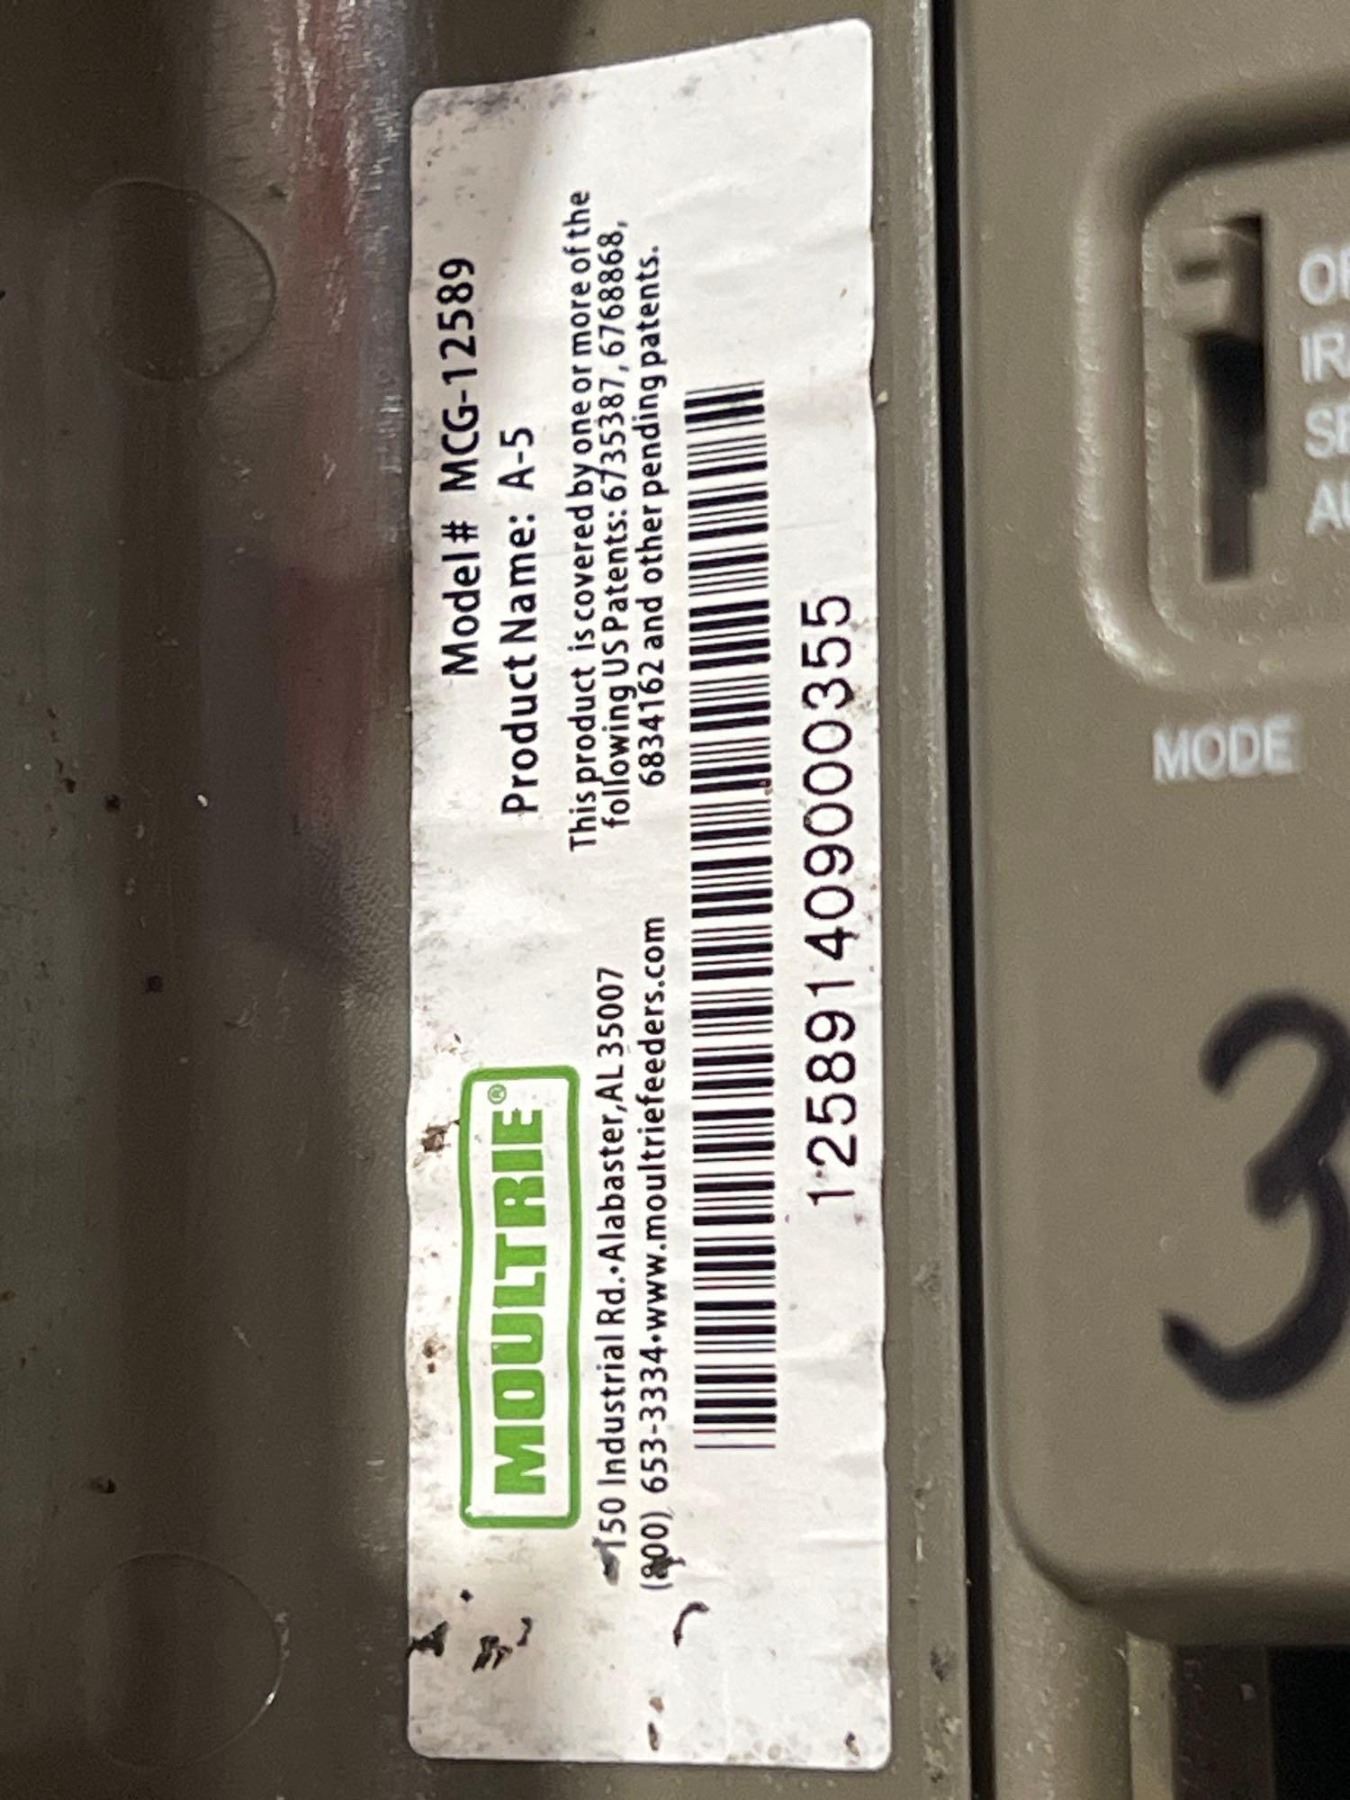 MOULTRIE®
150 Industrial Rd.•Alabaster, AL 35007
(800) 653-3334•www.moultriefeeders.com
Model# MCG-12589
Product Name: A-5
This product is covered by one or more of the
following US Patents: 6735387, 6768868,
6834162 and other pending patents.
12589140900355
MODE
3